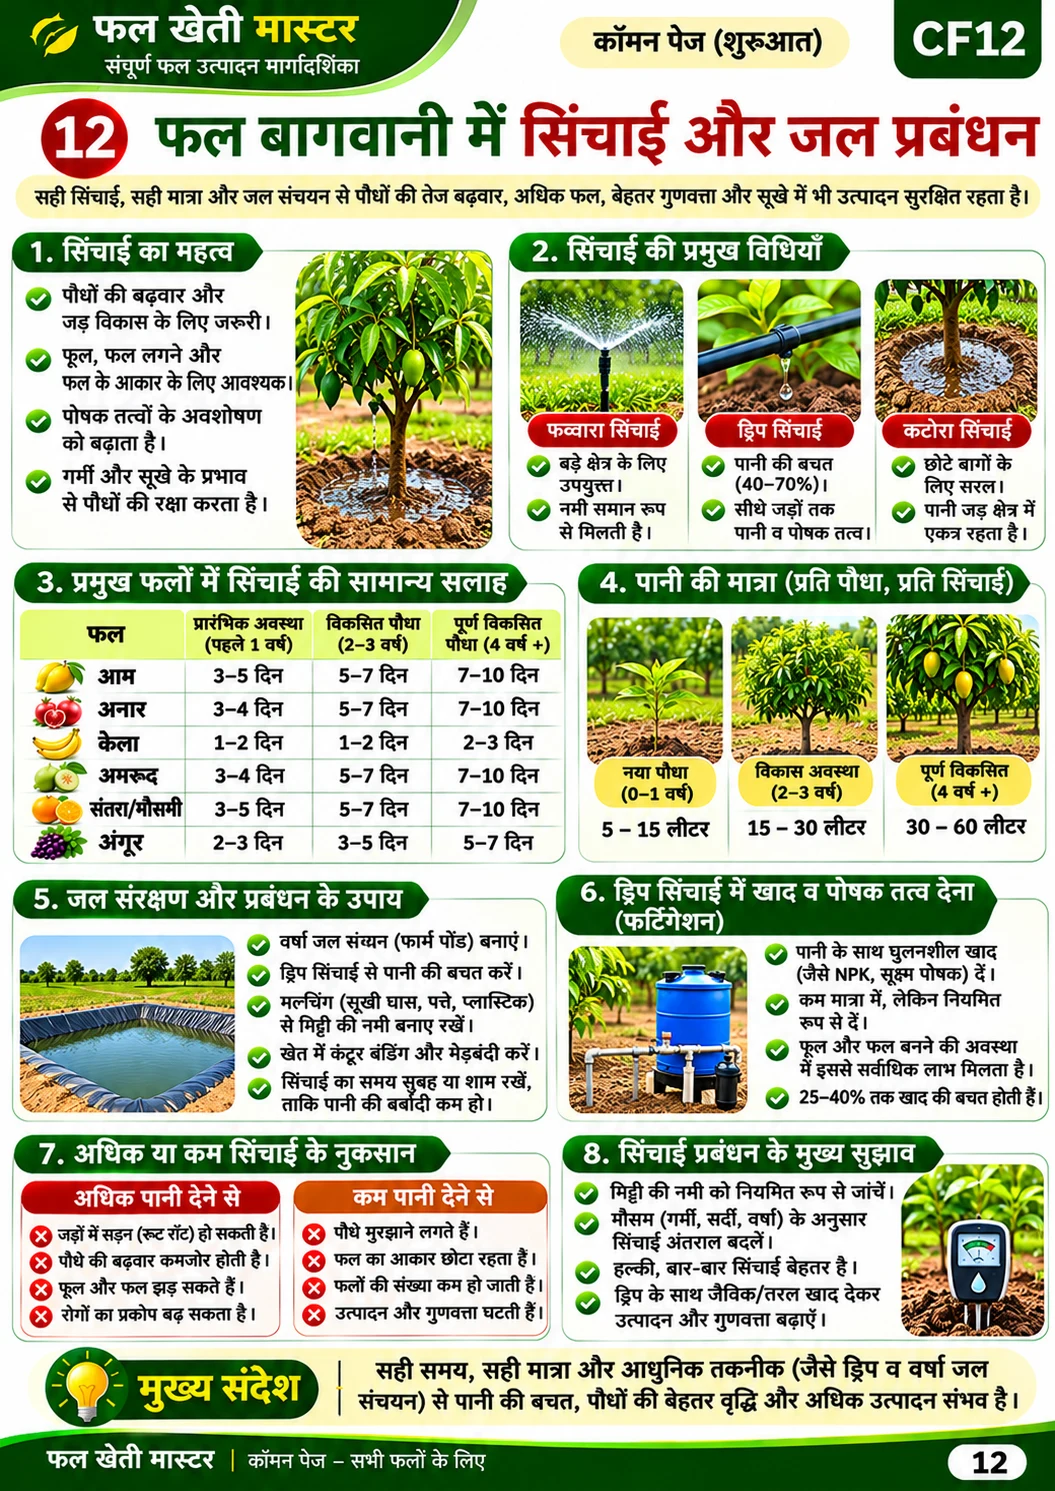 फल खेती मास्टर
संपूर्ण फल उत्पादन मार्गदर्शिका
कॉमन पेज (शुरुआत)
CF12
12 फल बागवानी में सिंचाई और जल प्रबंधन
सही सिंचाई, सही मात्रा और जल संचयन से पौधों की तेज बढ़वार, अधिक फल, बेहतर गुणवत्ता और सूखे में भी उत्पादन सुरक्षित रहता है।
1. सिंचाई का महत्व
पौधों की बढ़वार और
जड़ विकास के लिए जरूरी।
फूल, फल लगने और
फल के आकार के लिए आवश्यक।
पोषक तत्वों के अवशोषण
को बढ़ाता है।
गर्मी और सूखे के प्रभाव
से पौधों की रक्षा करता है।
2. सिंचाई की प्रमुख विधियाँ
फव्वारा सिंचाई
बड़े क्षेत्र के लिए
उपयुक्त।
नमी समान रूप
से मिलती है।
ड्रिप सिंचाई
पानी की बचत
(40–70%)।
सीधे जड़ों तक
पानी व पोषक तत्व।
कटोरा सिंचाई
छोटे बागों के
लिए सरल।
पानी जड़ क्षेत्र में
एकत्र रहता है।
3. प्रमुख फलों में सिंचाई की सामान्य सलाह
फल प्रारंभिक अवस्था (पहले 1 वर्ष) विकसित पौधा (2–3 वर्ष) पूर्ण विकसित पौधा (4 वर्ष +)
आम 3–5 दिन 5–7 दिन 7–10 दिन
अनार 3–4 दिन 5–7 दिन 7–10 दिन
केला 1–2 दिन 1–2 दिन 2–3 दिन
अमरूद 3–4 दिन 5–7 दिन 7–10 दिन
संतरा/मौसमी 3–5 दिन 5–7 दिन 7–10 दिन
अंगूर 2–3 दिन 3–5 दिन 5–7 दिन
4. पानी की मात्रा (प्रति पौधा, प्रति सिंचाई)
नया पौधा
(0–1 वर्ष)
5 – 15 लीटर
विकास अवस्था
(2–3 वर्ष)
15 – 30 लीटर
पूर्ण विकसित
(4 वर्ष +)
30 – 60 लीटर
5. जल संरक्षण और प्रबंधन के उपाय
वर्षा जल (फार्म पोंड) बनाएं।
ड्रिप सिंचाई से पानी की बचत करें।
मल्चिंग (सूखी घास, पत्ते, प्लास्टिक)
से मिट्टी की नमी बनाए रखें।
खेत में कंटूर बंडिंग और मेड़बंदी करें।
सिंचाई का समय सुबह या शाम रखें,
ताकि पानी की बर्बादी कम हो।
6. ड्रिप सिंचाई में खाद व पोषक तत्व देना
(फर्टिगेशन)
पानी के साथ घुलनशील खाद
(जैसे NPK, सूक्ष्म पोषक) दें।
कम मात्रा में, लेकिन नियमित
रूप से दें।
फूल और फल बनने की अवस्था
में इससे सर्वाधिक लाभ मिलता है।
25–40% तक खाद की बचत होती हैं।
7. अधिक या कम सिंचाई के नुकसान
अधिक पानी देने से
जड़ों में सड़न (रूट रॉट) हो सकती हैं।
पौधे की बढ़वार कमजोर होती है।
फूल और फल झड़ सकते हैं।
रोगों का प्रकोप बढ़ सकता है।
कम पानी देने से
पौधे मुरझाने लगते हैं।
फल का आकार छोटा रहता हैं।
फलों की संख्या कम हो जाती हैं।
उत्पादन और गुणवत्ता घटती हैं।
8. सिंचाई प्रबंधन के मुख्य सुझाव
मिट्टी की नमी को नियमित रूप से जांचें।
मौसम (गर्मी, सर्दी, वर्षा) के अनुसार
सिंचाई अंतराल बदलें।
हल्की, बार-बार सिंचाई बेहतर है।
ड्रिप के साथ जैविक/तरल खाद देकर
उत्पादन और गुणवत्ता बढ़ाएँ।
मुख्य संदेश
सही समय, सही मात्रा और आधुनिक तकनीक (जैसे ड्रिप व वर्षा जल
संचयन) से पानी की बचत, पौधों की बेहतर वृद्धि और अधिक उत्पादन संभव है।
फल खेती मास्टर | कॉमन पेज – सभी फलों के लिए
12